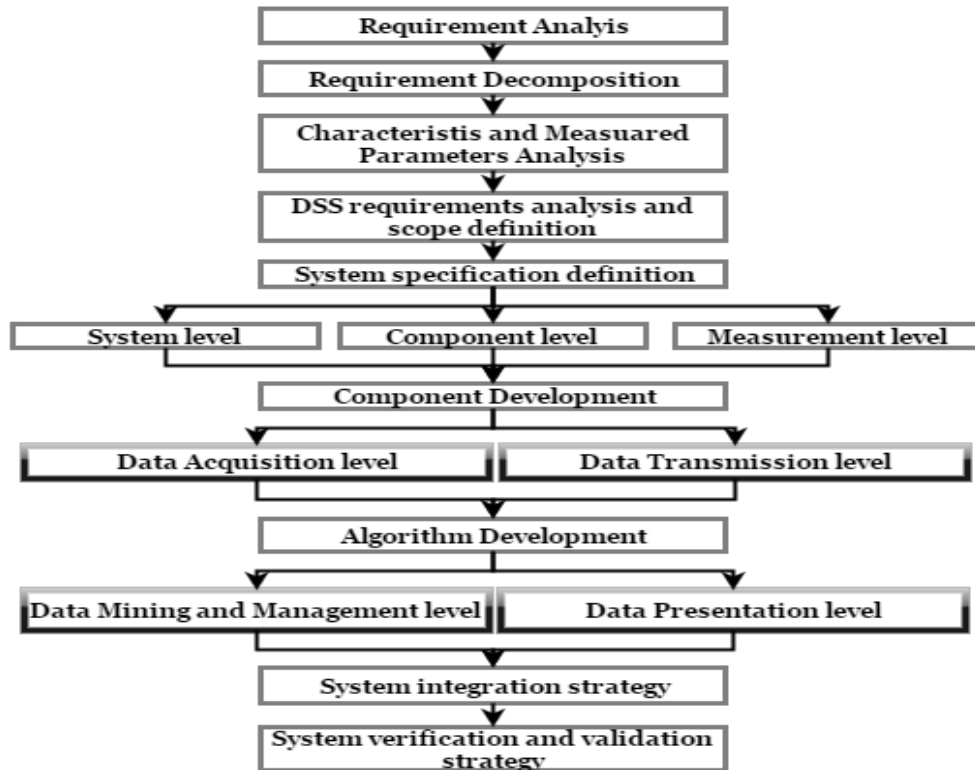 Requirement Analyis
Requirement Decomposition
Characteristis and Measuared
Parameters Analysis
DSS requirements analysis and
scope definition
System specification definition
System level
Component level
Measurement level
Component Development
Data Acquisition level
Data Transmission level
Algorithm Development
Data Mining and Management level
Data Presentation level
System integration strategy
System verification and validation
strategy